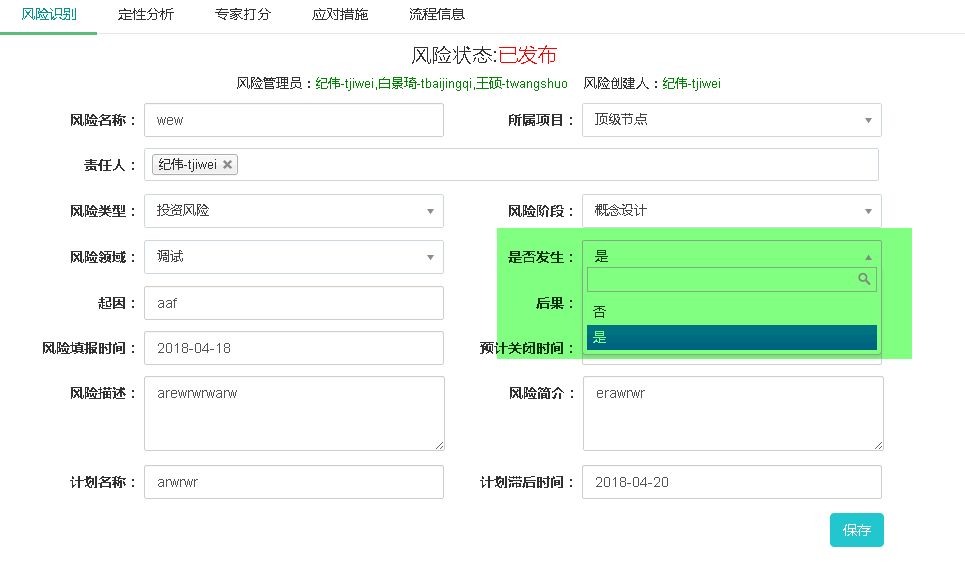 风险识别 定性分析 专家打分 应对措施 流程信息
风险状态:已发布
风险管理员：纪伟-tjiwei,白景琦-tbaijingqi,王硕-twangshuo 风险创建人：纪伟-tjiwei
风险名称： wew 所属项目： 顶级节点
责任人： 纪伟-tjiwei ×
风险类型： 投资风险 风险阶段： 概念设计
风险领域： 调试 是否发生： 是
起因： aaf 后果： 否
是
风险填报时间： 2018-04-18 预计关闭时间：
风险描述： arewrwrwarw 风险简介： erawrwr
计划名称： arwrwr 计划滞后时间： 2018-04-20
保存